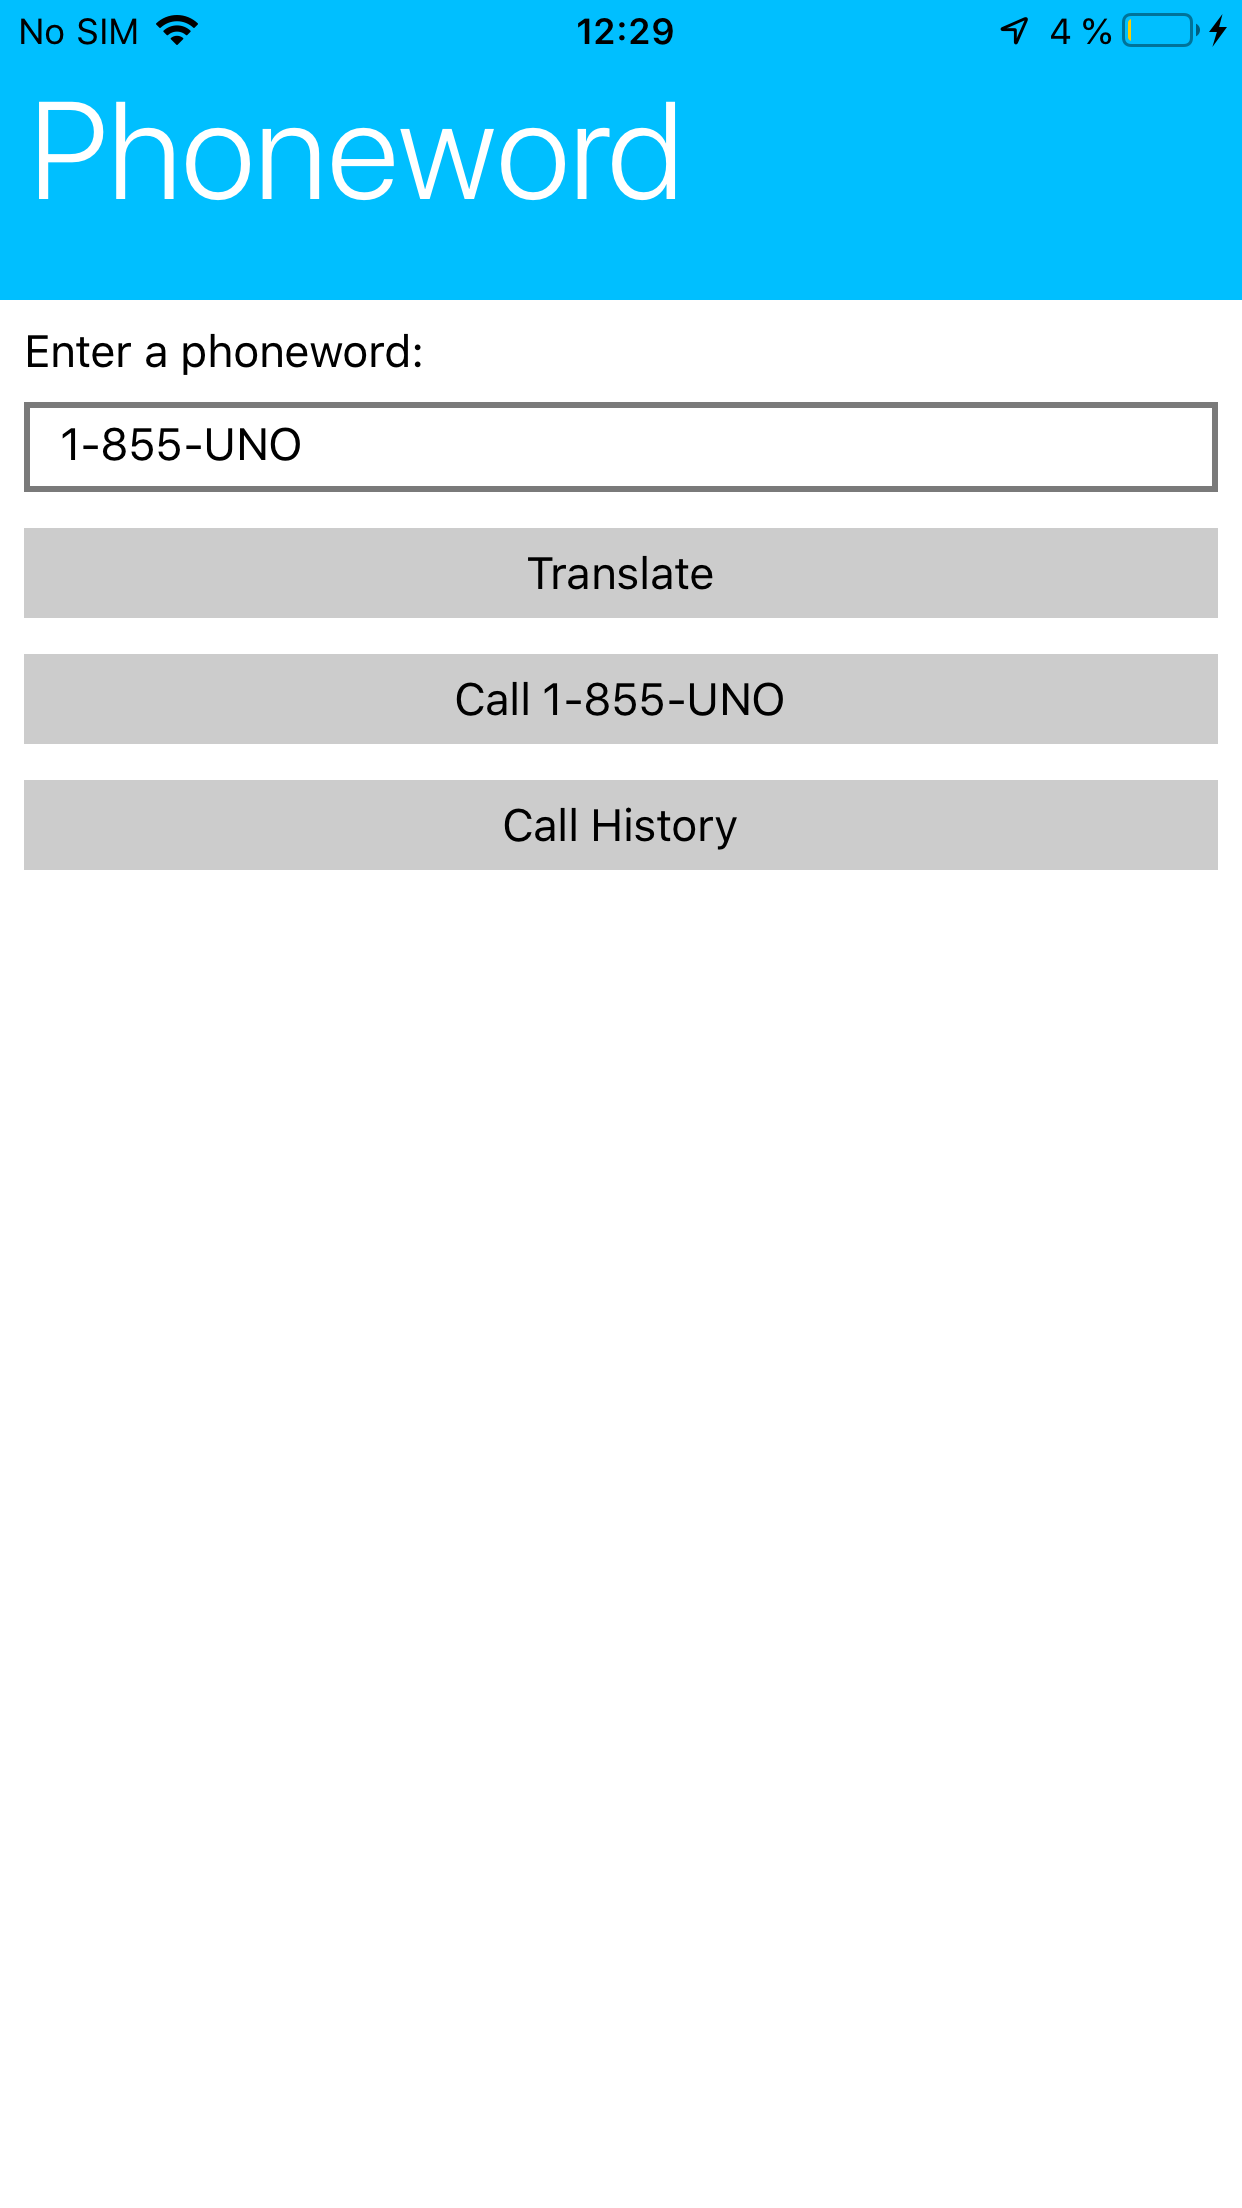 No SIM 12:29 4 %
Phoneword
Enter a phoneword:
1-855-UNO
Translate
Call 1-855-UNO
Call History